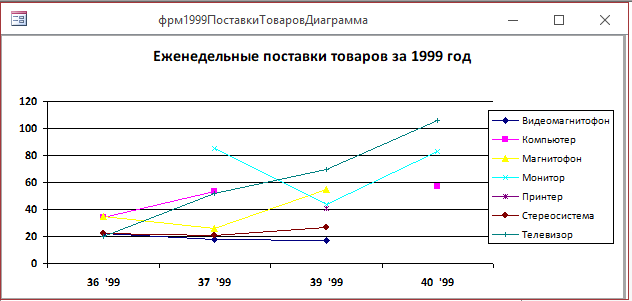 фрм1999ПоставкиТоваровДиаграмма
Еженедельные поставки товаров за 1999 год
120
100
80
60
40
20
0
36 '99
37 '99
39 '99
40 '99
Видеомагнитофон
Компьютер
Магнитофон
Монитор
Принтер
Стереосистема
Телевизор